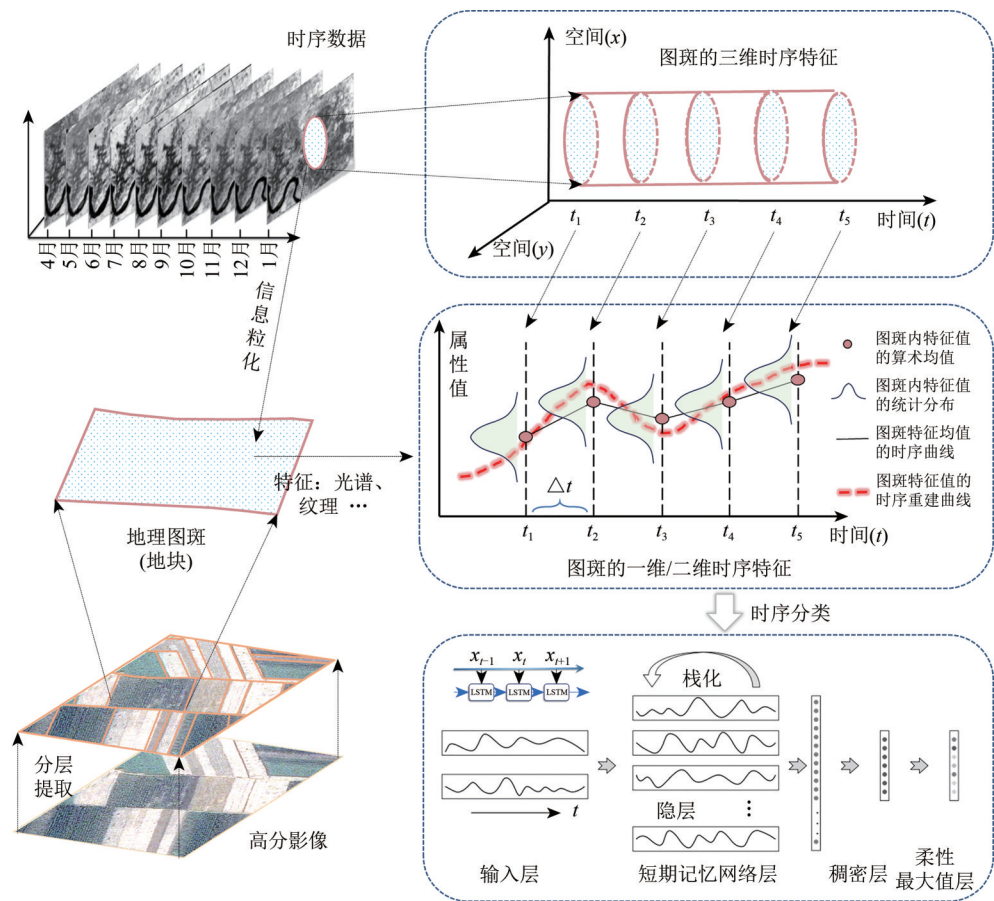 时序数据
4月
5月
6月
7月
8月
9月
10月
11月
12月
1月
信息粒化
特征：光谱、
纹理 …
地理图斑
(地块)
分层
提取
高分影像
空间(x)
图斑的三维时序特征
t1
t2
t3
t4
t5
时间(t)
空间(y)
属性值
图斑内特征值
的算术均值
图斑内特征值
的统计分布
图斑特征均值
的时序曲线
图斑特征值的
时序重建曲线
△t
t1
t2
t3
t4
t5
时间(t)
图斑的一维/二维时序特征
时序分类
xt-1
xt
xt+1
LSTM
LSTM
LSTM
栈化
t
隐层
⋮
输入层
短期记忆网络层
稠密层
柔性
最大值层